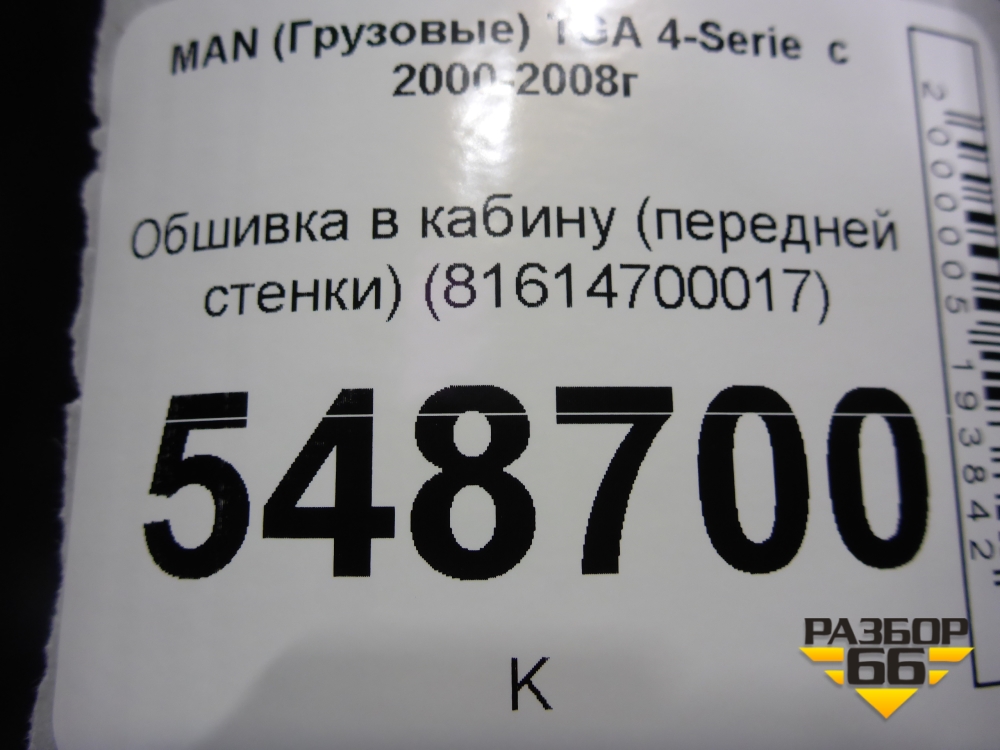 MAN (Грузовые) TGA 4-Serie с
2000-2008г
Обшивка в кабину (передней
стенки) (81614700017)
548700
К
2000005193842
РАЗБОР
66